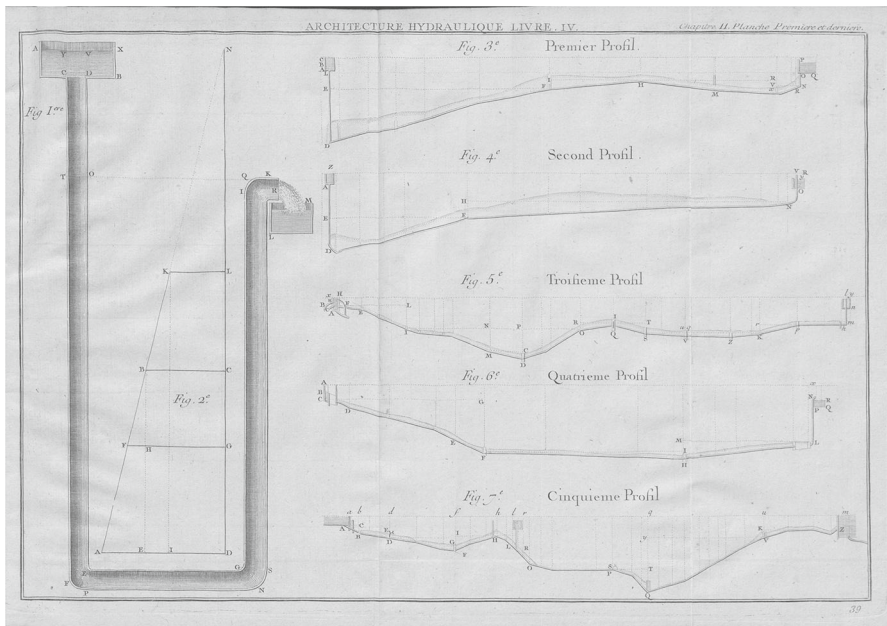 ARCHITECTURE HYDRAULIQUE LIVRE. IV.
Chapitre. II. Planche Premiere et derniere.
Fig 1.ere
Fig. 2.e
Fig. 3.e Premier Profil.
Fig. 4.e Second Profil.
Fig. 5.e Troisieme Profil
Fig. 6.e Quatrieme Profil
Fig. 7.e Cinquieme Profil
A X
Y V
C D B
T O
Q K
I R M
L
N
K L
B C
F H G
A E I D
E G
F P N S
D
F I H M
Z
A
E
D
H
E
N
L
I
N P
M
C
D
R
O
I
Q
T
S
A
B
C
D
G
E
F
M
I
H
L
a b d f h l r q u m
A C
B
E
D
G I
F
H
L R
O
P
T
Q
K
V
Z
39